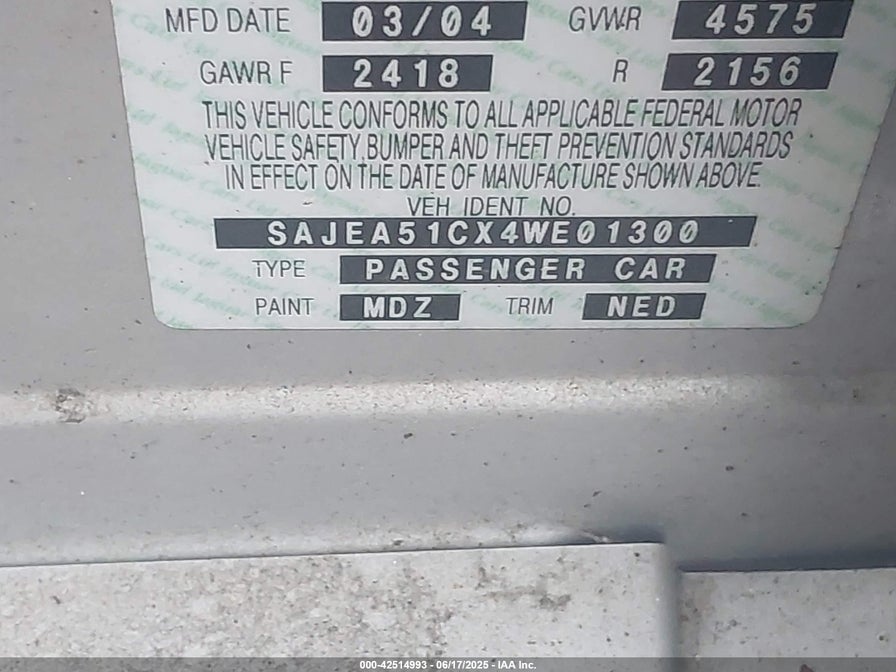 MFD DATE 03/04 GVWR 4575
GAWR F 2418 R 2156
THIS VEHICLE CONFORMS TO ALL APPLICABLE FEDERAL MOTOR
VEHICLE SAFETY, BUMPER AND THEFT PREVENTION STANDARDS
IN EFFECT ON THE DATE OF MANUFACTURE SHOWN ABOVE.
VEH IDENT NO.
SAJEA51CX4WE01300
TYPE PASSENGER CAR
PAINT MDZ TRIM NED
000-42514993 - 06/17/2025 - IAA Inc.